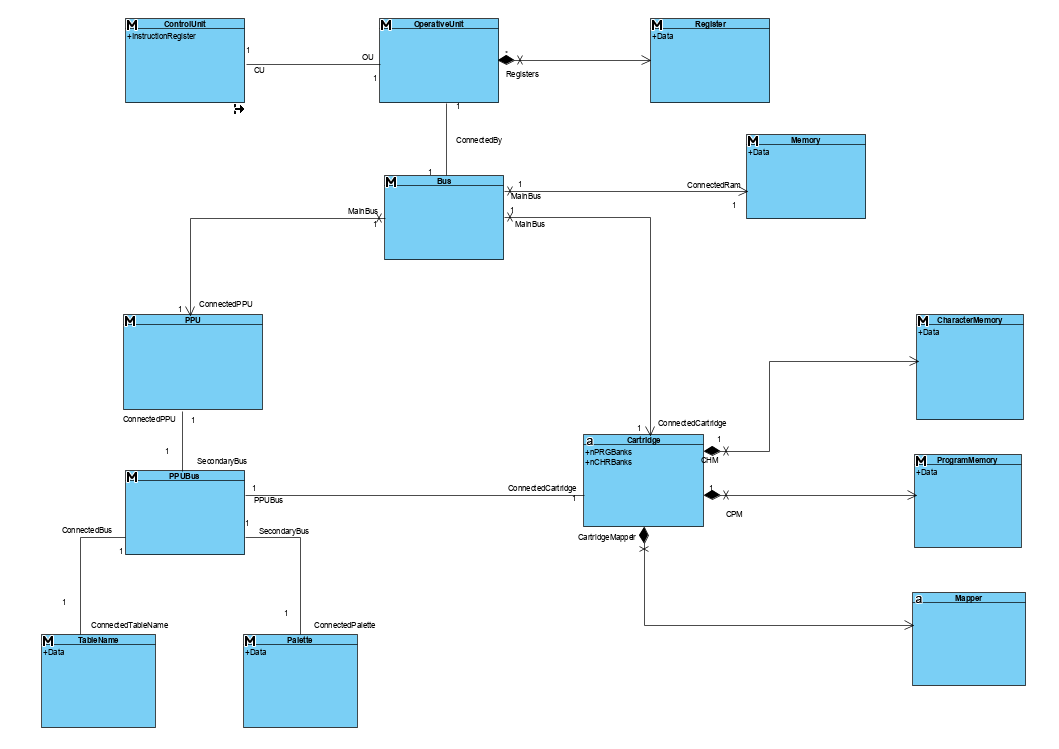 M ControlUnit
+InstructionRegister
1
CU
OU
1
M OperativeUnit
*
Registers
M Register
+Data
1
ConnectedBy
1
M Bus
M Memory
+Data
1
MainBus
ConnectedRam
1
1
MainBus
MainBus
1
1
ConnectedPPU
M PPU
M CharacterMemory
+Data
ConnectedPPU
1
1
SecondaryBus
M PPUBus
1
PPUBus
ConnectedCartridge
1
1
ConnectedCartridge
a Cartridge
+nPRGBanks
+nCHRBanks
1
CHM
1
CPM
M ProgramMemory
+Data
CartridgeMapper
a Mapper
ConnectedBus
1
1
SecondaryBus
1
ConnectedTableName
1
ConnectedPalette
M TableName
+Data
M Palette
+Data